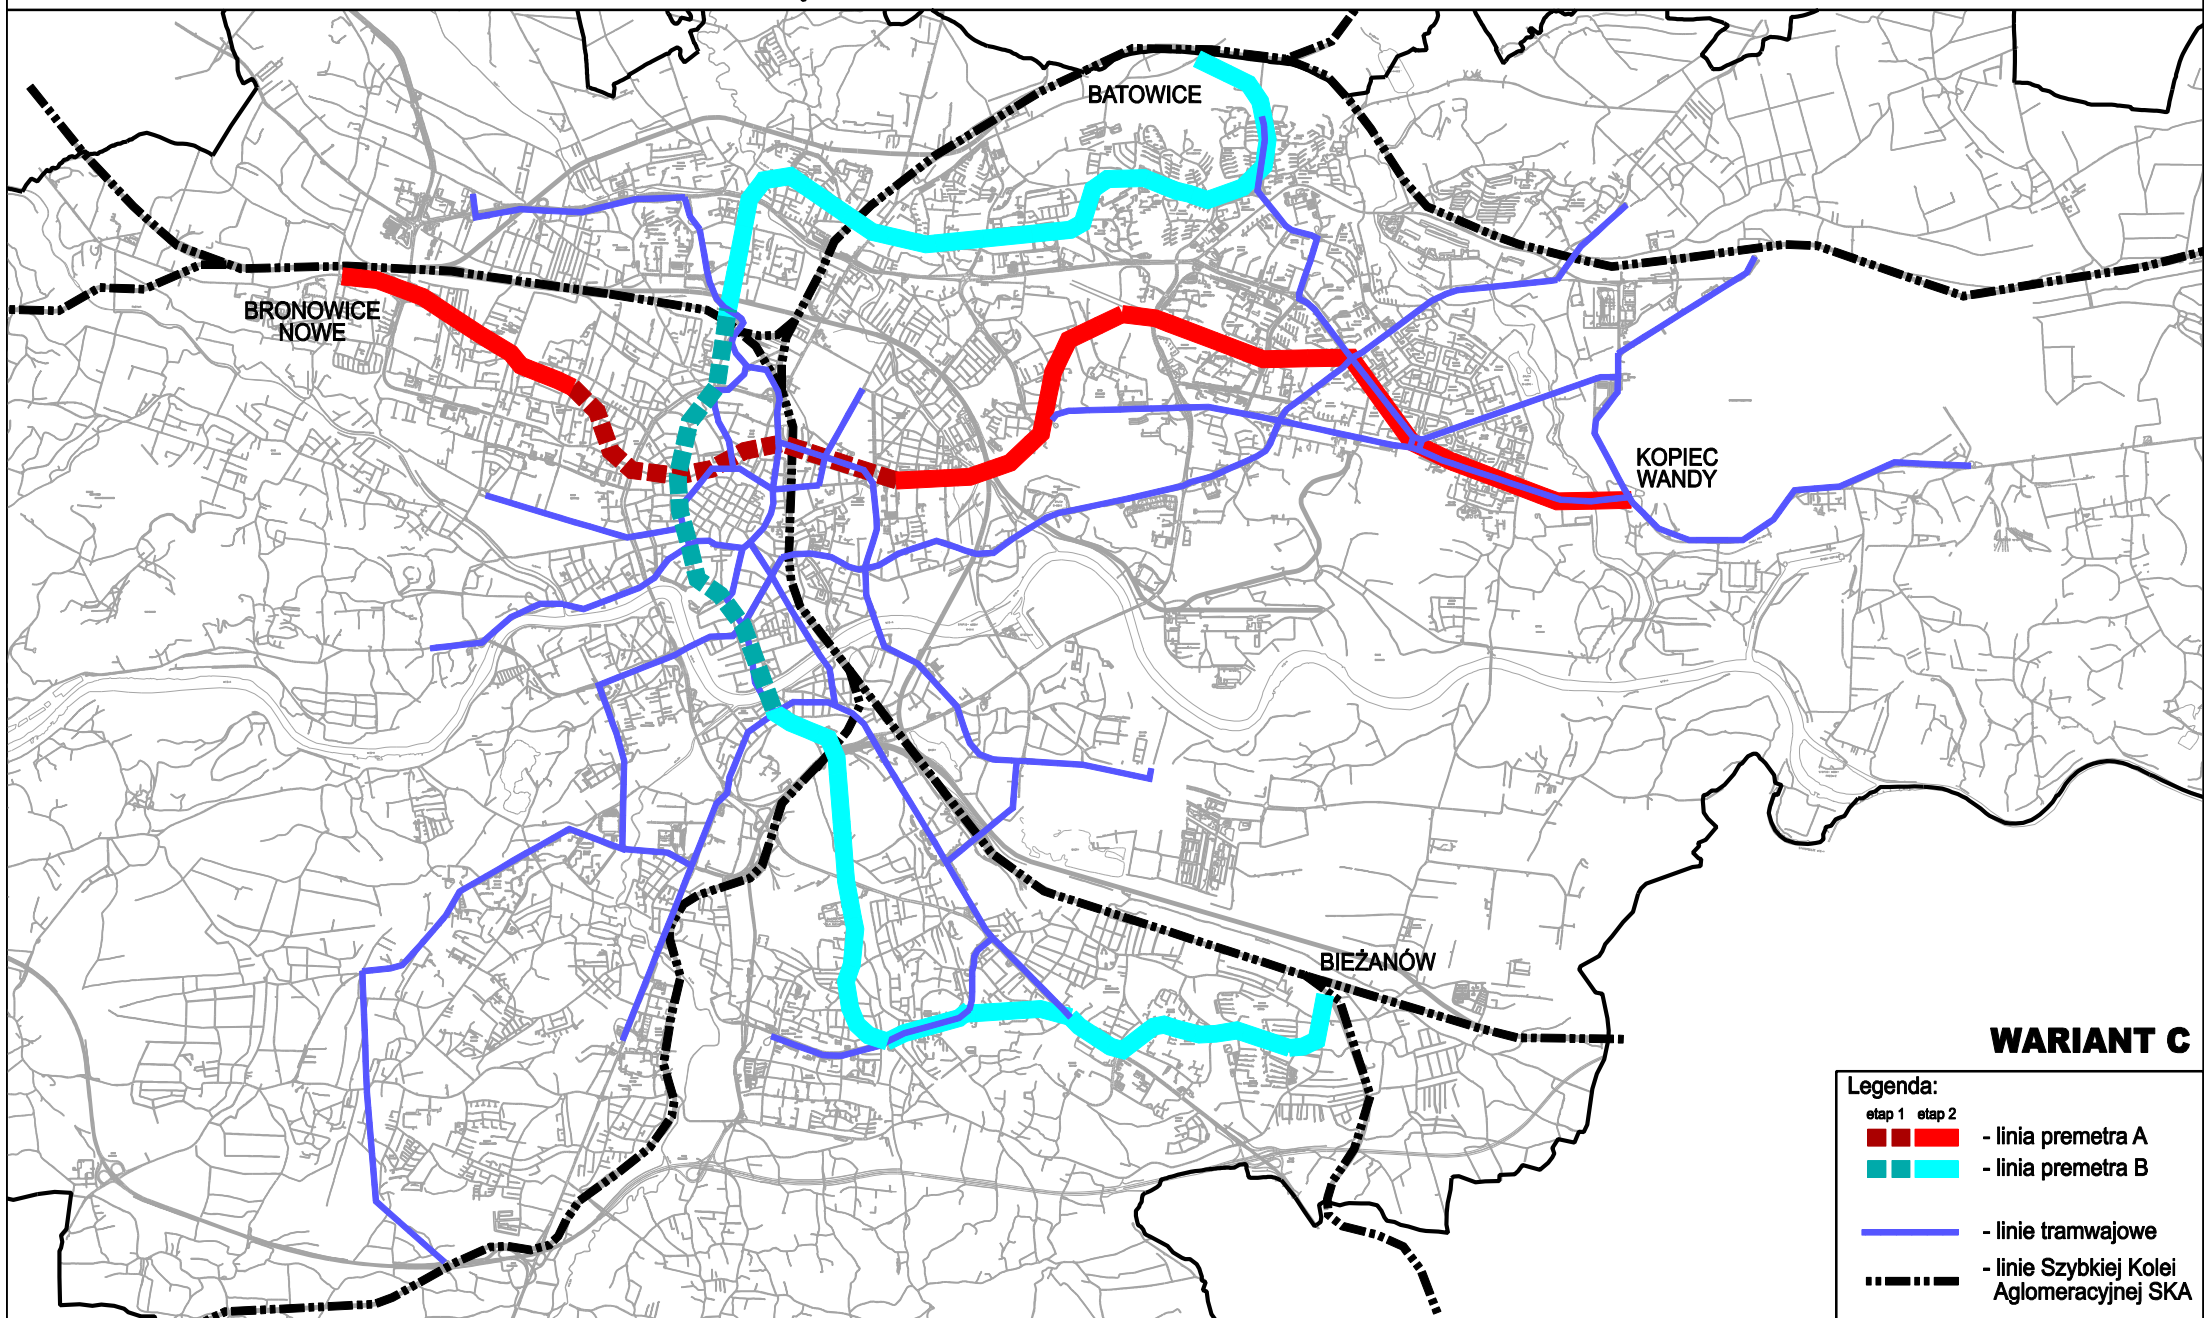 BATOWICE
BRONOWICE
NOWE
KOPIEC
WANDY
BIEŻANÓW
WARIANT C
Legenda:
etap 1 etap 2
- linia premetra A
- linia premetra B
- linie tramwajowe
- linie Szybkiej Kolei
Aglomeracyjnej SKA